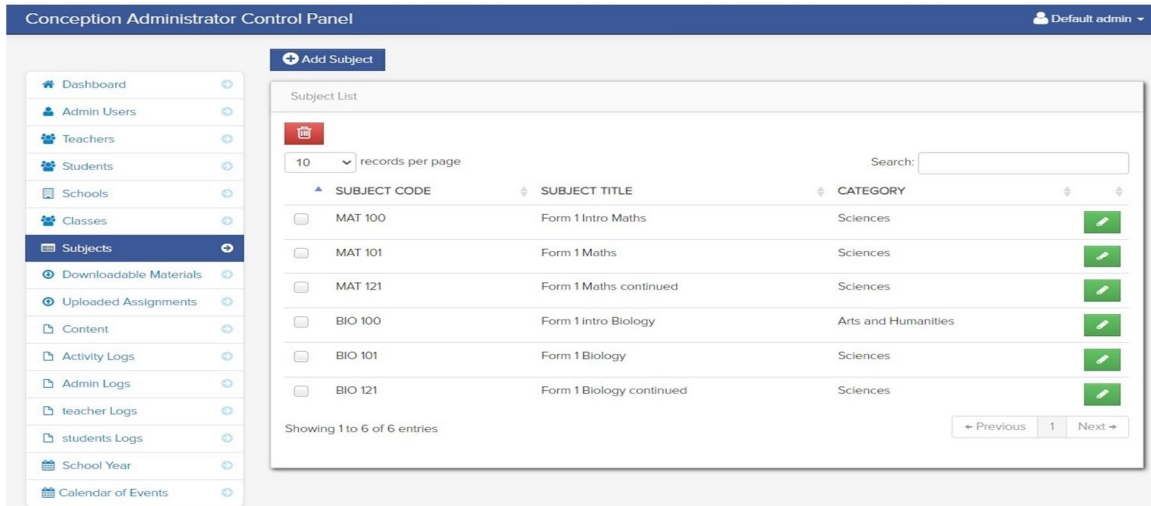 Conception Administrator Control Panel
Default admin
Add Subject
Dashboard
Admin Users
Teachers
Students
Schools
Classes
Subjects
Downloadable Materials
Uploaded Assignments
Content
Activity Logs
Admin Logs
teacher Logs
students Logs
School Year
Calendar of Events
Subject List
10 records per page
Search:
SUBJECT CODE SUBJECT TITLE CATEGORY
MAT 100 Form 1 Intro Maths Sciences
MAT 101 Form 1 Maths Sciences
MAT 121 Form 1 Maths continued Sciences
BIO 100 Form 1 intro Biology Arts and Humanities
BIO 101 Form 1 Biology Sciences
BIO 121 Form 1 Biology continued Sciences
Showing 1 to 6 of 6 entries
← Previous 1 Next →